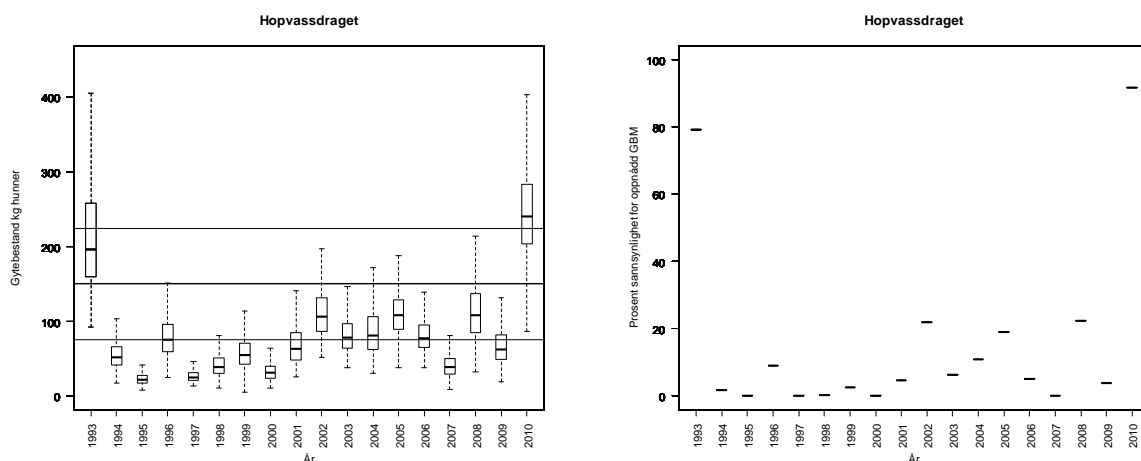 Hopvassdraget
Gytebestand kg hunner
400
300
200
100
0
1993 1994 1995 1996 1997 1998 1999 2000 2001 2002 2003 2004 2005 2006 2007 2008 2009 2010
År
Hopvassdraget
Prosent sannsynlighet for oppnådd GBM
100
80
60
40
20
0
1993 1994 1995 1996 1997 1998 1999 2000 2001 2002 2003 2004 2005 2006 2007 2008 2009 2010
År